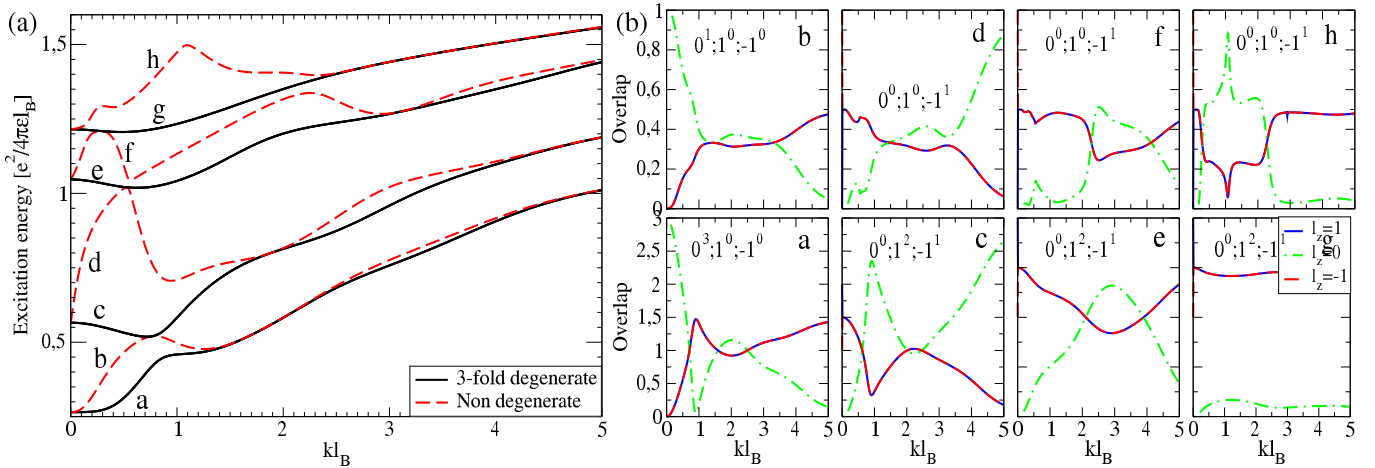 (a)
Excitation energy [e²/4πεl_B]
1,5
1
0,5
h
g
f
e
d
c
b
a
3-fold degenerate
Non degenerate
0 1 2 3 4 5
kl_B
(b)
Overlap
1
0.8
0.6
0.4
0.2
0
0¹;1⁰;-1⁰ b
0⁰;1⁰;-1¹ d
0⁰;1⁰;-1¹ f
0⁰;1⁰;-1¹ h
Overlap
3
2.5
2
1.5
1
0.5
0
0³;1⁰;-1⁰ a
0⁰;1²;-1¹ c
0⁰;1²;-1¹ e
0⁰;1²;-1¹ g
l_z=1
l_z=0
l_z=-1
0 1 2 3 4 5
0 1 2 3 4 5
0 1 2 3 4 5
0 1 2 3 4 5
kl_B
kl_B
kl_B
kl_B